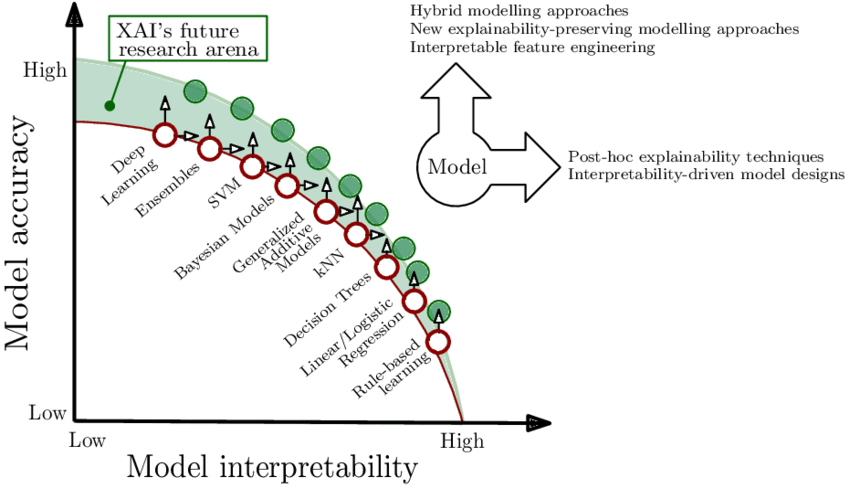 XAI's future
research arena
Hybrid modelling approaches
New explainability-preserving modelling approaches
Interpretable feature engineering
Model
Post-hoc explainability techniques
Interpretability-driven model designs
High
Model accuracy
Low
Deep
Learning
Ensembles
SVM
Bayesian Models
Generalized
Additive
Models
kNN
Decision Trees
Linear/Logistic
Regression
Rule-based
learning
Low
High
Model interpretability